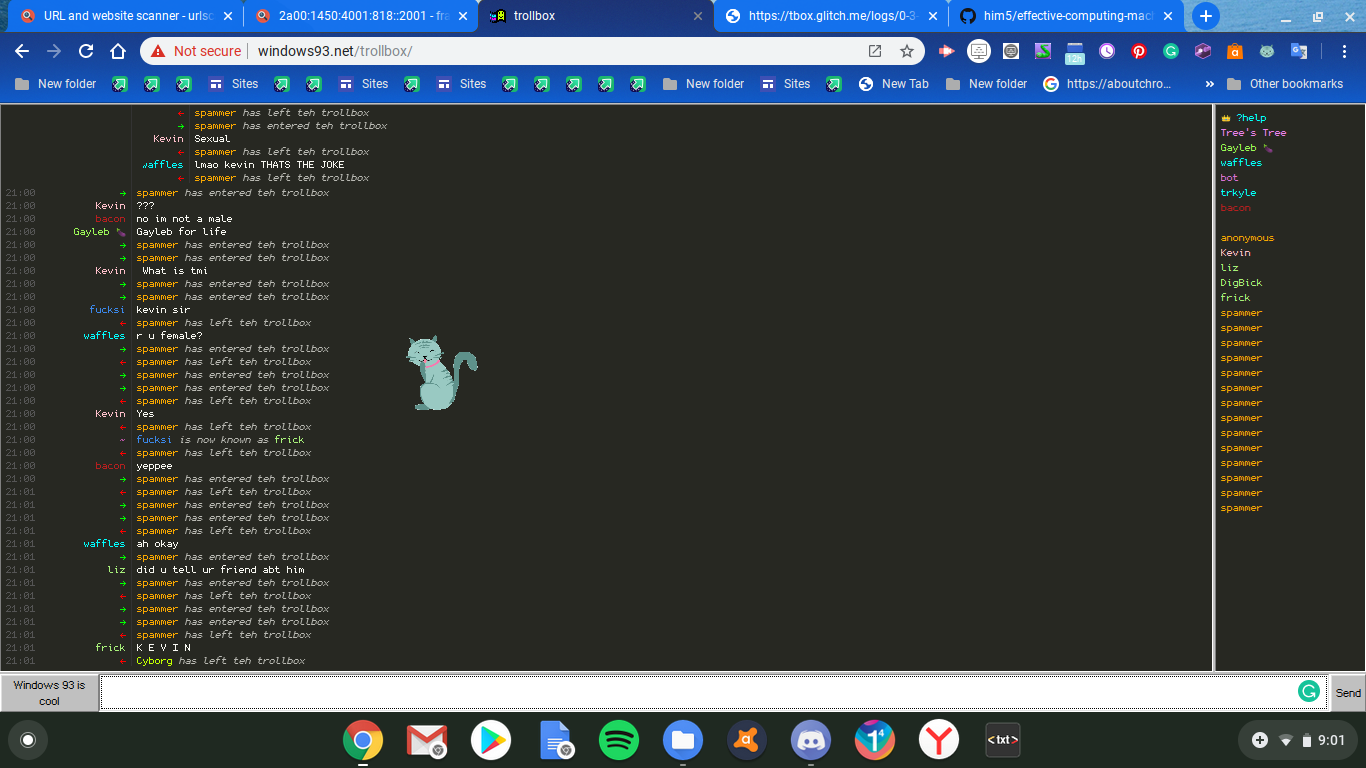 URL and website scanner - urlsc
2a00:1450:4001:818::2001 - fra
trollbox
https://tbox.glitch.me/logs/0-3-
him5/effective-computing-mac
Not secure | windows93.net/trollbox/
12h
New folder Sites Sites Sites New folder Sites New Tab New folder https://aboutchro... » Other bookmarks
← spammer has left teh trollbox
→ spammer has entered teh trollbox
Kevin Sexual
← spammer has left teh trollbox
waffles lmao kevin THATS THE JOKE
← spammer has left teh trollbox
21:00 → spammer has entered teh trollbox
21:00 Kevin ???
21:00 bacon no im not a male
21:00 Gayleb 🍆 Gayleb for life
21:00 → spammer has entered teh trollbox
21:00 → spammer has entered teh trollbox
21:00 Kevin What is tmi
21:00 → spammer has entered teh trollbox
21:00 → spammer has entered teh trollbox
21:00 fucksi kevin sir
21:00 ← spammer has left teh trollbox
21:00 waffles r u female?
21:00 → spammer has entered teh trollbox
21:00 ← spammer has left teh trollbox
21:00 → spammer has entered teh trollbox
21:00 → spammer has entered teh trollbox
21:00 ← spammer has left teh trollbox
21:00 Kevin Yes
21:00 ← spammer has left teh trollbox
21:00 ~ fucksi is now known as frick
21:00 ← spammer has left teh trollbox
21:00 bacon yeppee
21:00 → spammer has entered teh trollbox
21:01 ← spammer has left teh trollbox
21:01 → spammer has entered teh trollbox
21:01 → spammer has entered teh trollbox
21:01 ← spammer has left teh trollbox
21:01 waffles ah okay
21:01 → spammer has entered teh trollbox
21:01 liz did u tell ur friend abt him
21:01 → spammer has entered teh trollbox
21:01 ← spammer has left teh trollbox
21:01 → spammer has entered teh trollbox
21:01 → spammer has entered teh trollbox
21:01 ← spammer has left teh trollbox
21:01 frick K E V I N
21:01 ← Cyborg has left teh trollbox
?help
Tree's Tree
Gayleb 🍆
waffles
bot
trkyle
bacon
anonymous
Kevin
liz
DigBick
frick
spammer
spammer
spammer
spammer
spammer
spammer
spammer
spammer
spammer
spammer
spammer
spammer
spammer
spammer
Windows 93 is
cool
Send
<txt>
9:01